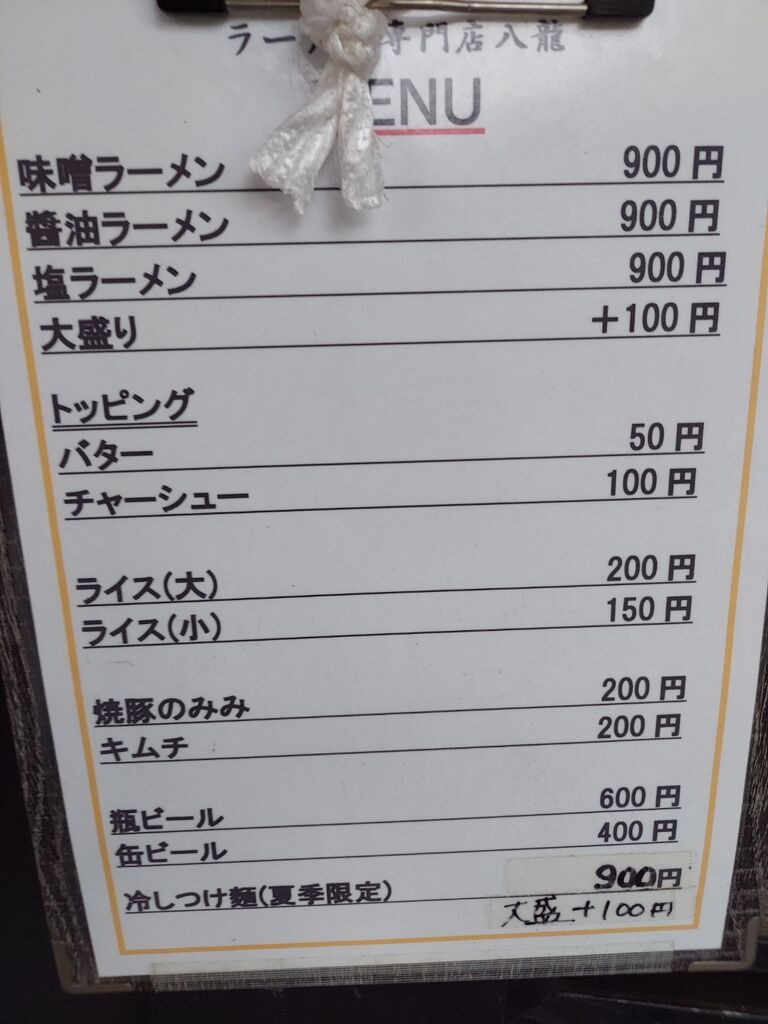 ラー 専門店八龍
ENU
味噌ラーメン 900円
醬油ラーメン 900円
塩ラーメン 900円
大盛り +100円
トッピング
バター 50円
チャーシュー 100円
ライス(大) 200円
ライス(小) 150円
焼豚のみみ 200円
キムチ 200円
瓶ビール 600円
缶ビール 400円
冷しつけ麺(夏季限定) 900円
大盛 +100円